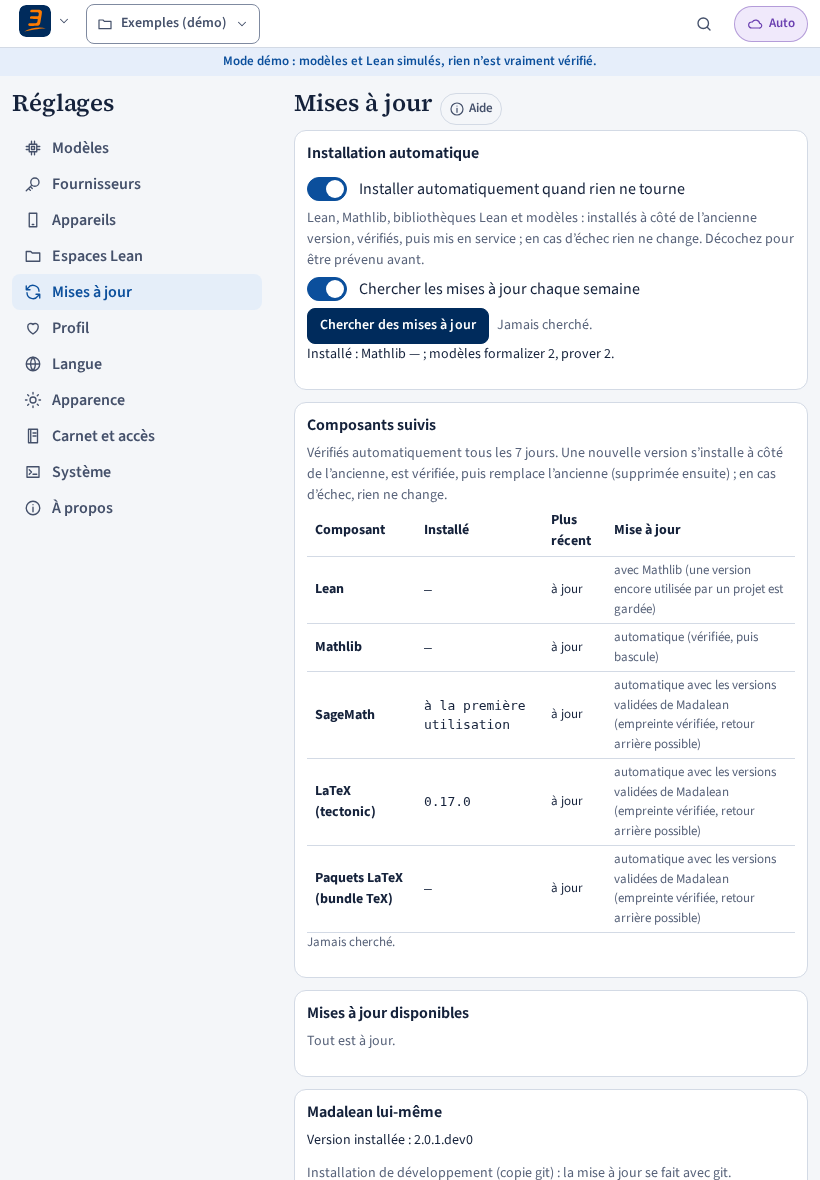 Exemples (démo)
Auto
Mode démo : modèles et Lean simulés, rien n’est vraiment vérifié.
Réglages
Modèles
Fournisseurs
Appareils
Espaces Lean
Mises à jour
Profil
Langue
Apparence
Carnet et accès
Système
À propos
Mises à jour
Aide
Installation automatique
Installer automatiquement quand rien ne tourne
Lean, Mathlib, bibliothèques Lean et modèles : installés à côté de l’ancienne
version, vérifiés, puis mis en service ; en cas d’échec rien ne change. Décochez pour
être prévenu avant.
Chercher les mises à jour chaque semaine
Chercher des mises à jour Jamais cherché.
Installé : Mathlib — ; modèles formalizer 2, prover 2.
Composants suivis
Vérifiés automatiquement tous les 7 jours. Une nouvelle version s’installe à côté
de l’ancienne, est vérifiée, puis remplace l’ancienne (supprimée ensuite) ; en cas
d’échec, rien ne change.
Composant Installé Plus récent Mise à jour
Lean — à jour avec Mathlib (une version
encore utilisée par un projet est
gardée)
Mathlib — à jour automatique (vérifiée, puis
bascule)
SageMath à la première utilisation à jour automatique avec les versions
validées de Madalean
(empreinte vérifiée, retour
arrière possible)
LaTeX (tectonic) 0.17.0 à jour automatique avec les versions
validées de Madalean
(empreinte vérifiée, retour
arrière possible)
Paquets LaTeX (bundle TeX) — à jour automatique avec les versions
validées de Madalean
(empreinte vérifiée, retour
arrière possible)
Jamais cherché.
Mises à jour disponibles
Tout est à jour.
Madalean lui-même
Version installée : 2.0.1.dev0
Installation de développement (copie git) : la mise à jour se fait avec git.